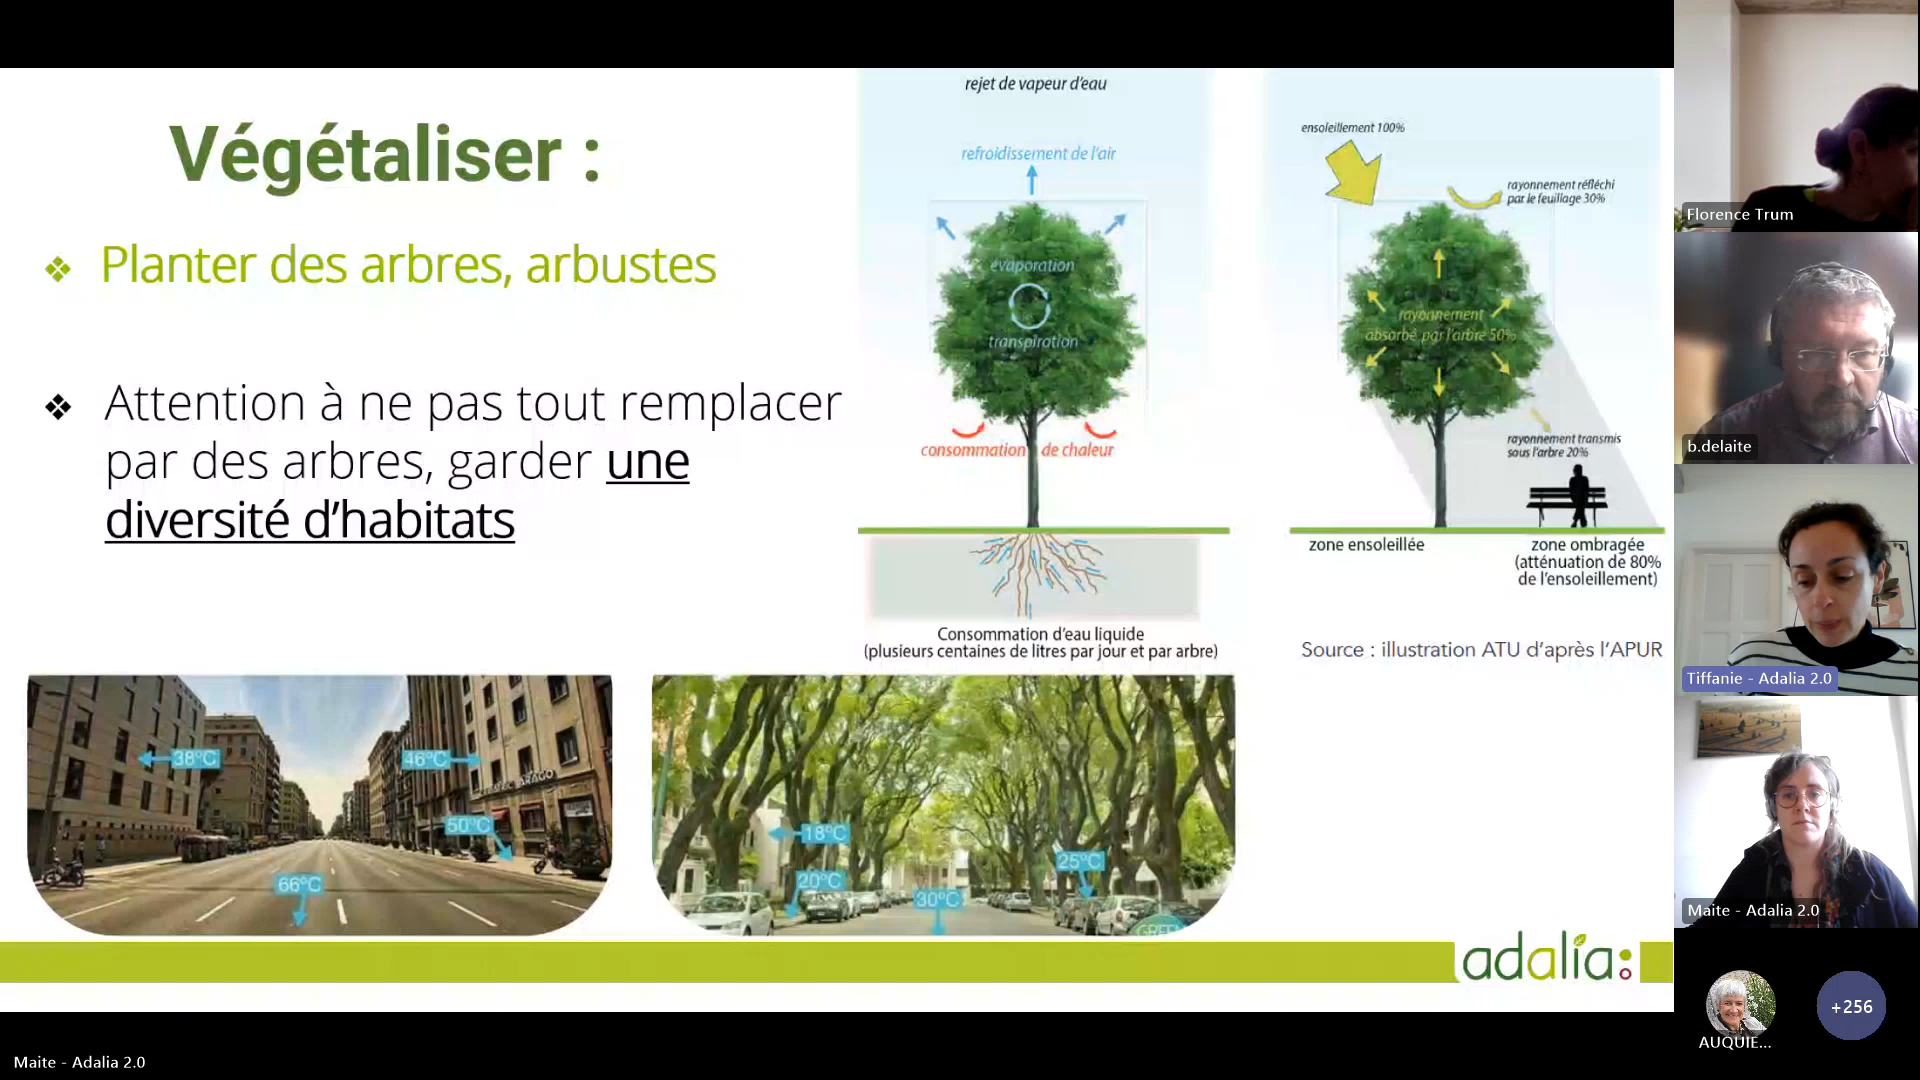 Végétaliser :
Planter des arbres, arbustes
Attention à ne pas tout remplacer
par des arbres, garder une
diversité d'habitats
rejet de vapeur d'eau
refroidissement de l'air
évaporation
transpiration
consommation de chaleur
Consommation d'eau liquide
(plusieurs centaines de litres par jour et par arbre)
ensoleillement 100%
rayonnement réfléchi
par le feuillage 30%
rayonnement
absorbé par l'arbre 50%
rayonnement transmis
sous l'arbre 20%
zone ensoleillée
zone ombragée
(atténuation de 80%
de l'ensoleillement)
Source : illustration ATU d'après l'APUR
38°C
46°C
50°C
66°C
18°C
20°C
25°C
30°C
adalia
Florence Trum
b.delaite
Tiffanie - Adalia 2.0
Maite - Adalia 2.0
AUQUIE...
+256
Maite - Adalia 2.0